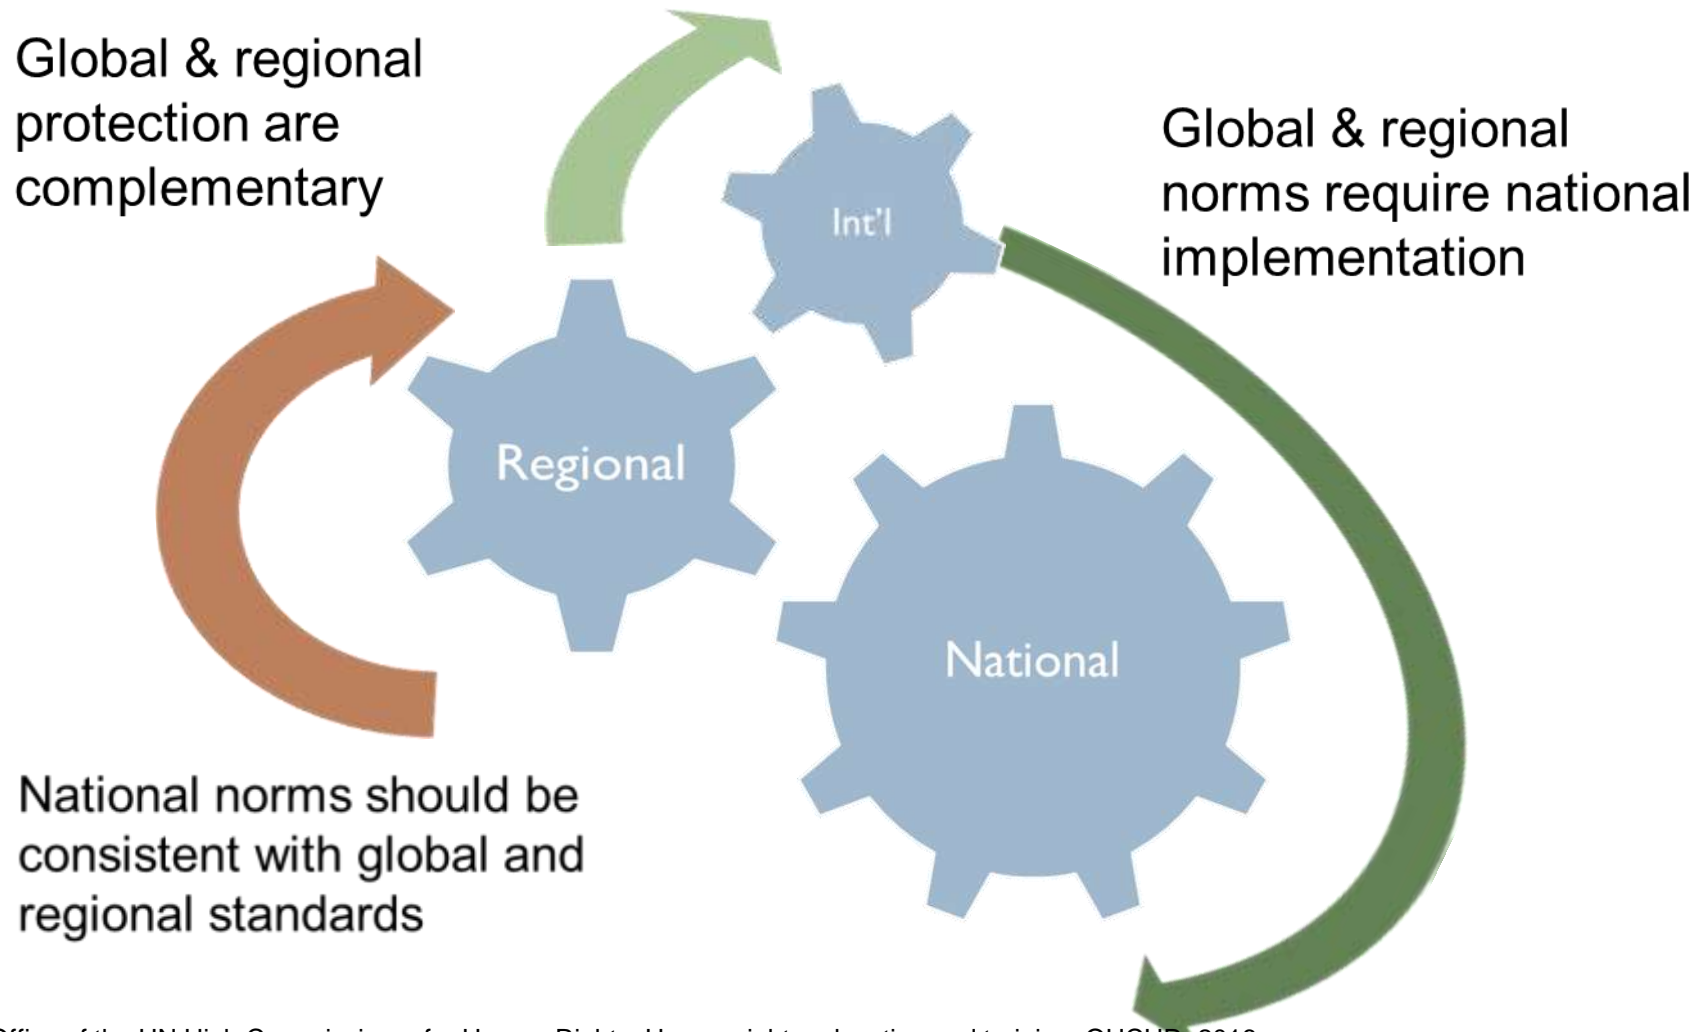 Global & regional
protection are
complementary
Global & regional
norms require national
implementation
Int'l
Regional
National
National norms should be
consistent with global and
regional standards